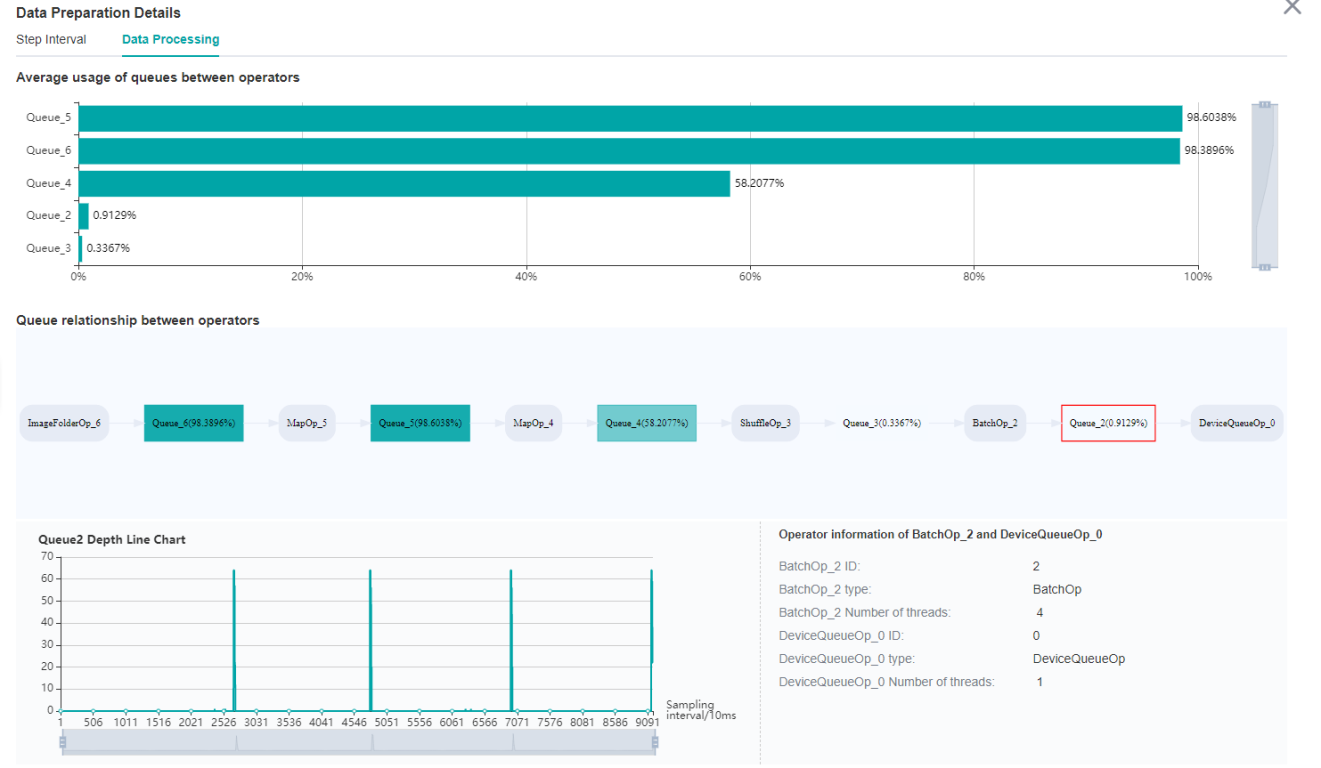 Data Preparation Details
Step Interval Data Processing
Average usage of queues between operators
Queue_5 98.6038%
Queue_6 98.3896%
Queue_4 58.2077%
Queue_2 0.9129%
Queue_3 0.3367%
0% 20% 40% 60% 80% 100%
Queue relationship between operators
ImageFolderOp_6 Queue_6(98.3896%) MapOp_5 Queue_5(98.6038%) MapOp_4 Queue_4(58.2077%) ShuffleOp_3 Queue_3(0.3367%) BatchOp_2 Queue_2(0.9129%) DeviceQueueOp_0
Queue2 Depth Line Chart
70
60
50
40
30
20
10
0
1 506 1011 1516 2021 2526 3031 3536 4041 4546 5051 5556 6061 6566 7071 7576 8081 8586 9091
Sampling
interval/10ms
Operator information of BatchOp_2 and DeviceQueueOp_0
BatchOp_2 ID: 2
BatchOp_2 type: BatchOp
BatchOp_2 Number of threads: 4
DeviceQueueOp_0 ID: 0
DeviceQueueOp_0 type: DeviceQueueOp
DeviceQueueOp_0 Number of threads: 1